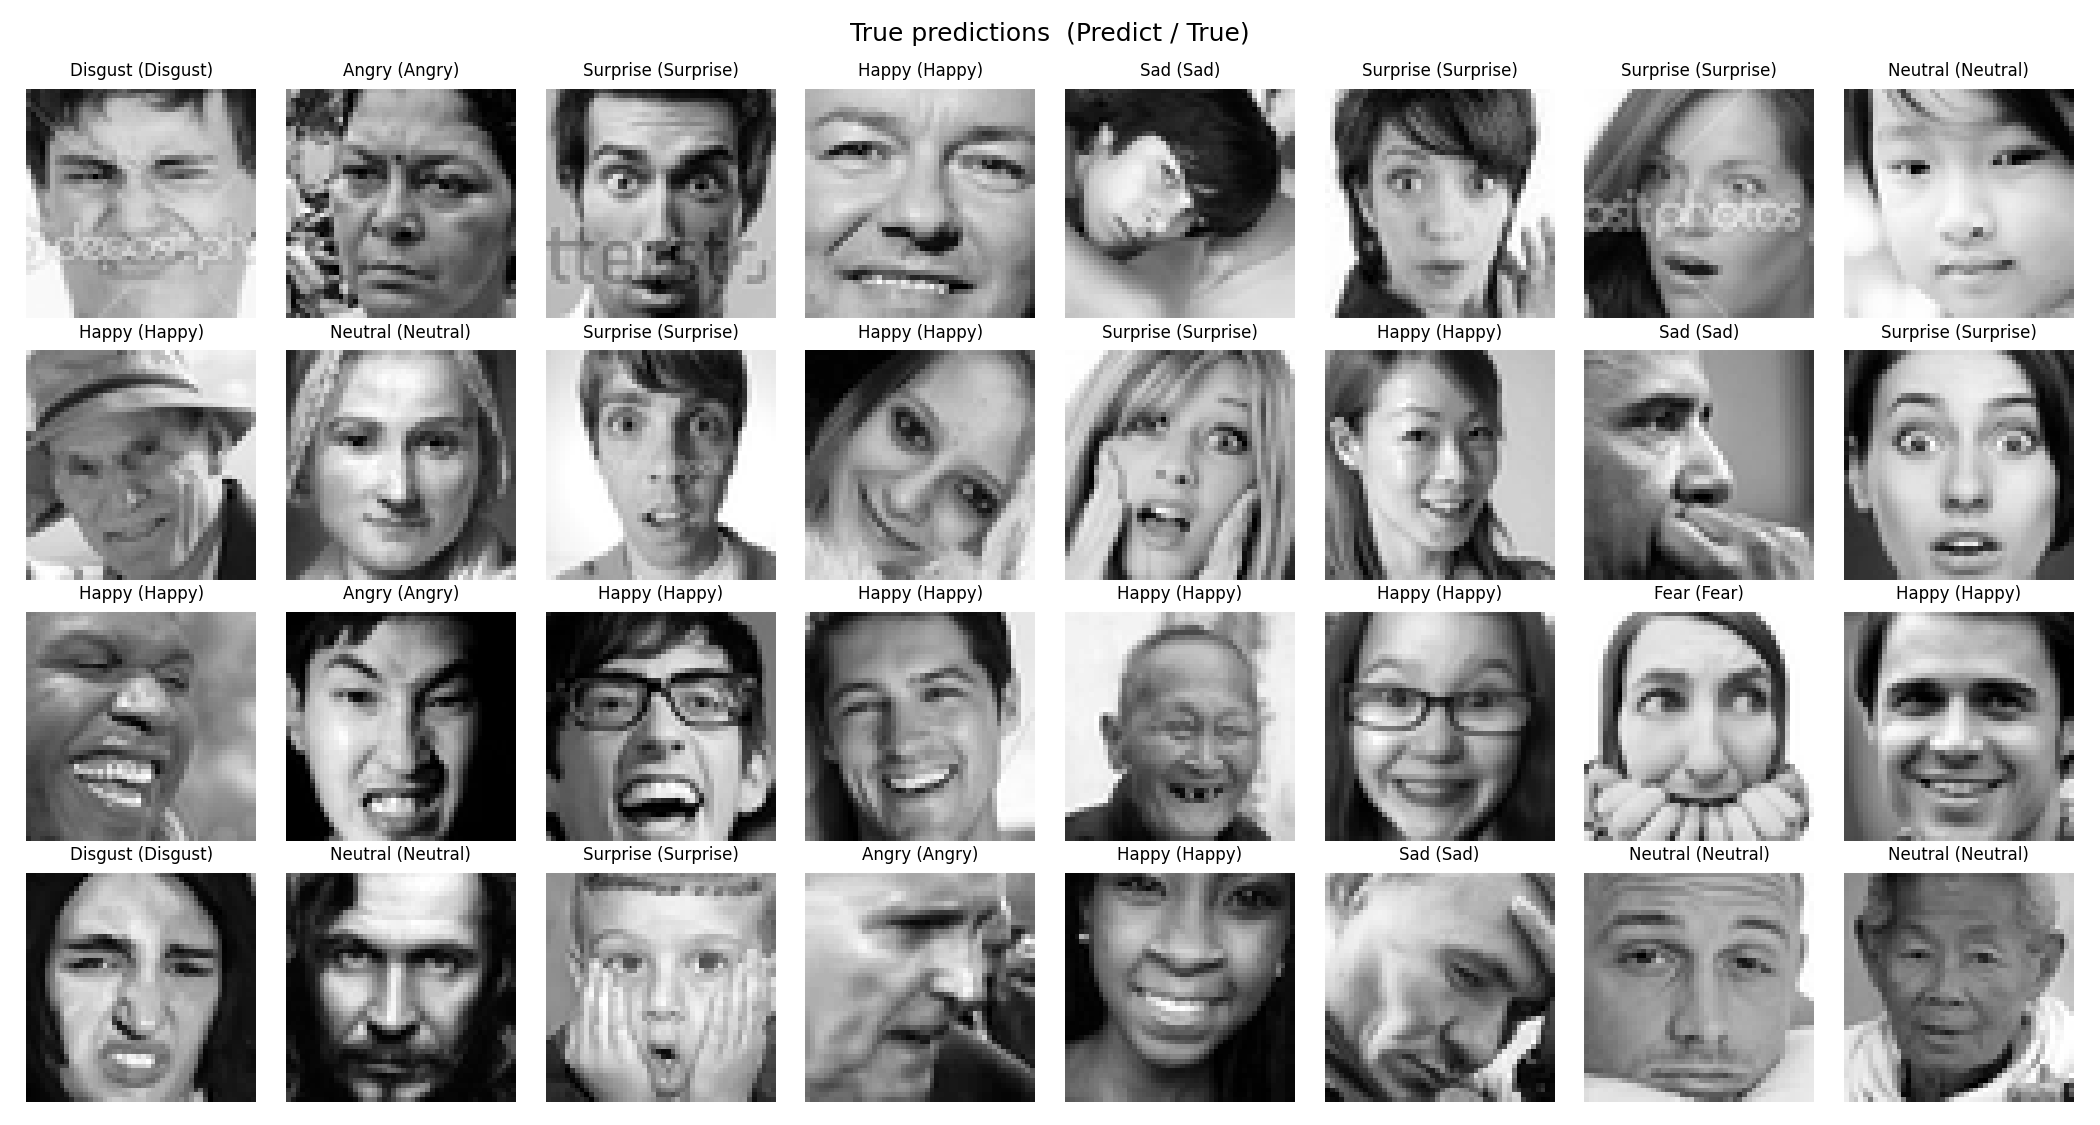 True predictions  (Predict / True)
Disgust (Disgust) Angry (Angry) Surprise (Surprise) Happy (Happy) Sad (Sad) Surprise (Surprise) Surprise (Surprise) Neutral (Neutral)
depositpho
tterst
ositphotos
Happy (Happy) Neutral (Neutral) Surprise (Surprise) Happy (Happy) Surprise (Surprise) Happy (Happy) Sad (Sad) Surprise (Surprise)
Happy (Happy) Angry (Angry) Happy (Happy) Happy (Happy) Happy (Happy) Happy (Happy) Fear (Fear) Happy (Happy)
Disgust (Disgust) Neutral (Neutral) Surprise (Surprise) Angry (Angry) Happy (Happy) Sad (Sad) Neutral (Neutral) Neutral (Neutral)